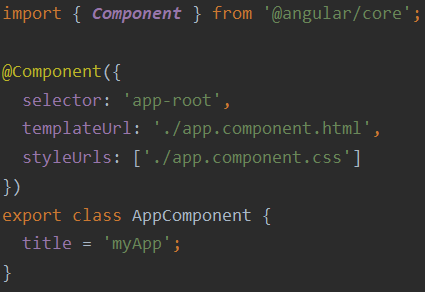 import { Component } from '@angular/core';
@Component({
selector: 'app-root',
templateUrl: './app.component.html',
styleUrls: ['./app.component.css']
})
export class AppComponent {
title = 'myApp';
}